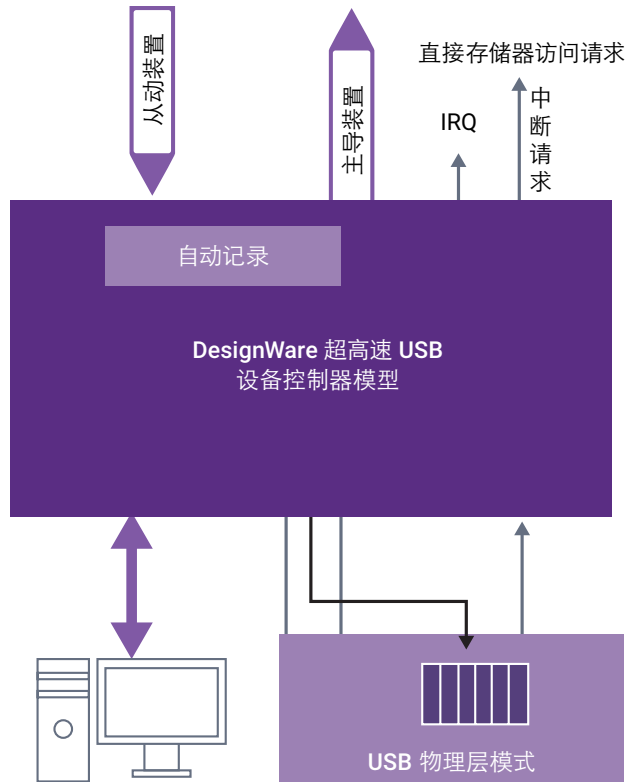 从动装置
主导装置
直接存储器访问请求
IRQ
中断请求
自动记录
DesignWare 超高速 USB
设备控制器模型
USB 物理层模式